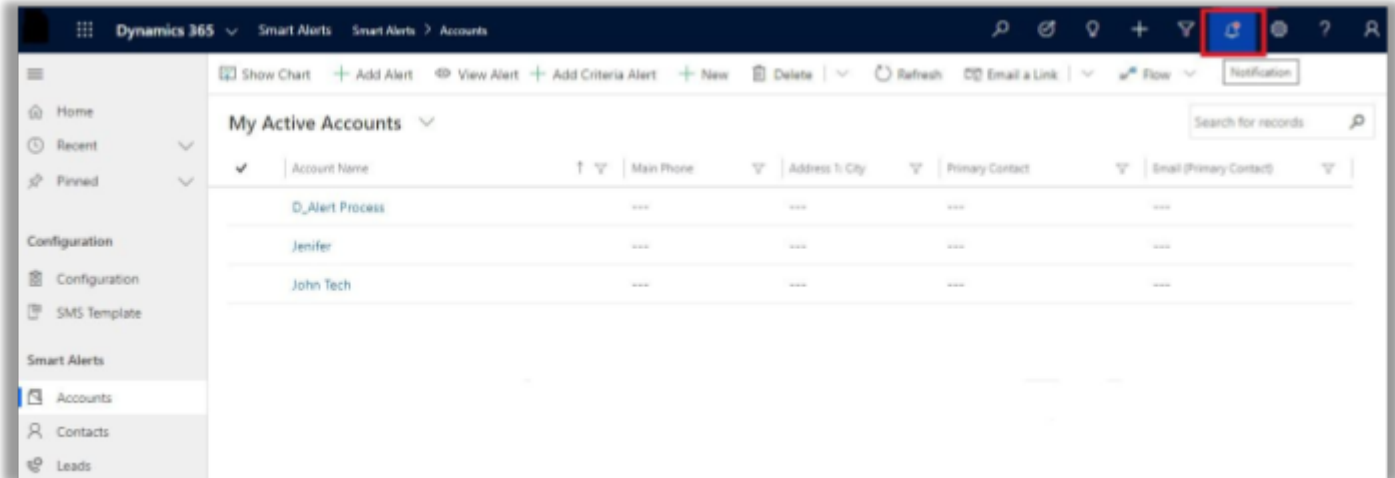 Dynamics 365 Smart Alerts Smart Alerts > Accounts ?
Show Chart Add Alert View Alert Add Criteria Alert New Delete Refresh Email a Link Flow Notification
Home
Recent
Pinned
My Active Accounts Search for records
Account Name Main Phone Address 1: City Primary Contact Email (Primary Contact)
D_Alert Process --- --- --- ---
Jenifer --- --- --- ---
John Tech --- --- --- ---
Configuration
Configuration
SMS Template
Smart Alerts
Accounts
Contacts
Leads